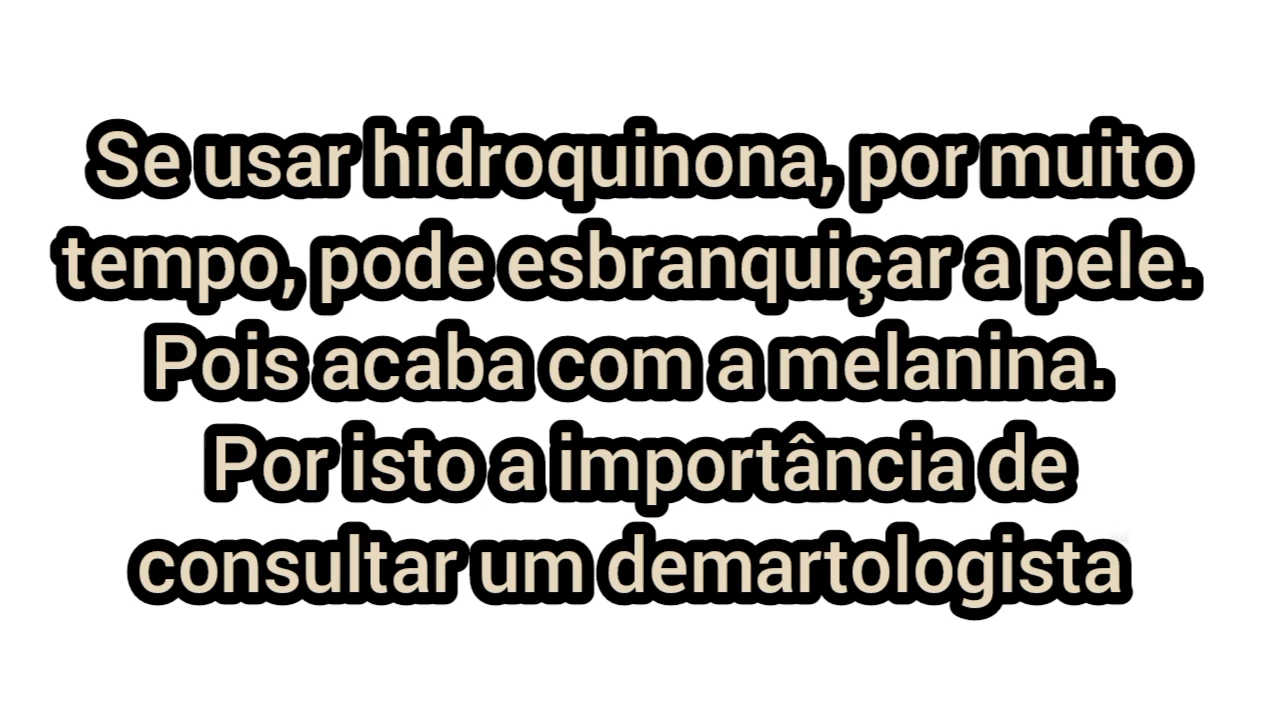 Se usar hidroquinona, por muito
tempo, pode esbranquiçar a pele.
Pois acaba com a melanina.
Por isto a importância de
consultar um demartologista